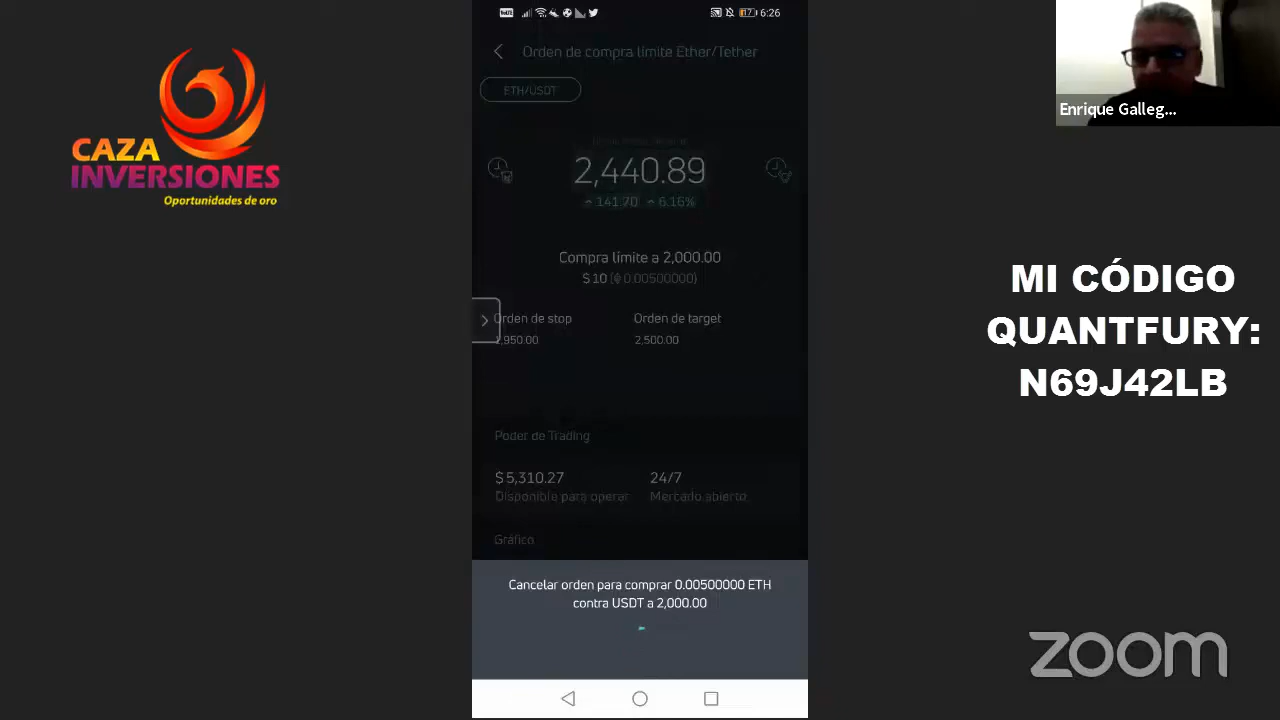 CAZA
INVERSIONES
Oportunidades de oro
6:26
Orden de compra límite Ether/Tether
ETH/USDT
2,440.89
141.70 6.16%
Compra límite a 2,000.00
$ 10 (0.00500000)
Orden de stop Orden de target
1,950.00 2,500.00
Poder de Trading
$ 5,310.27 24/7
Disponible para operar Mercado abierto
Gráfico
Cancelar orden para comprar 0.00500000 ETH
contra USDT a 2,000.00
Enrique Galleg...
MI CÓDIGO
QUANTFURY:
N69J42LB
zoom